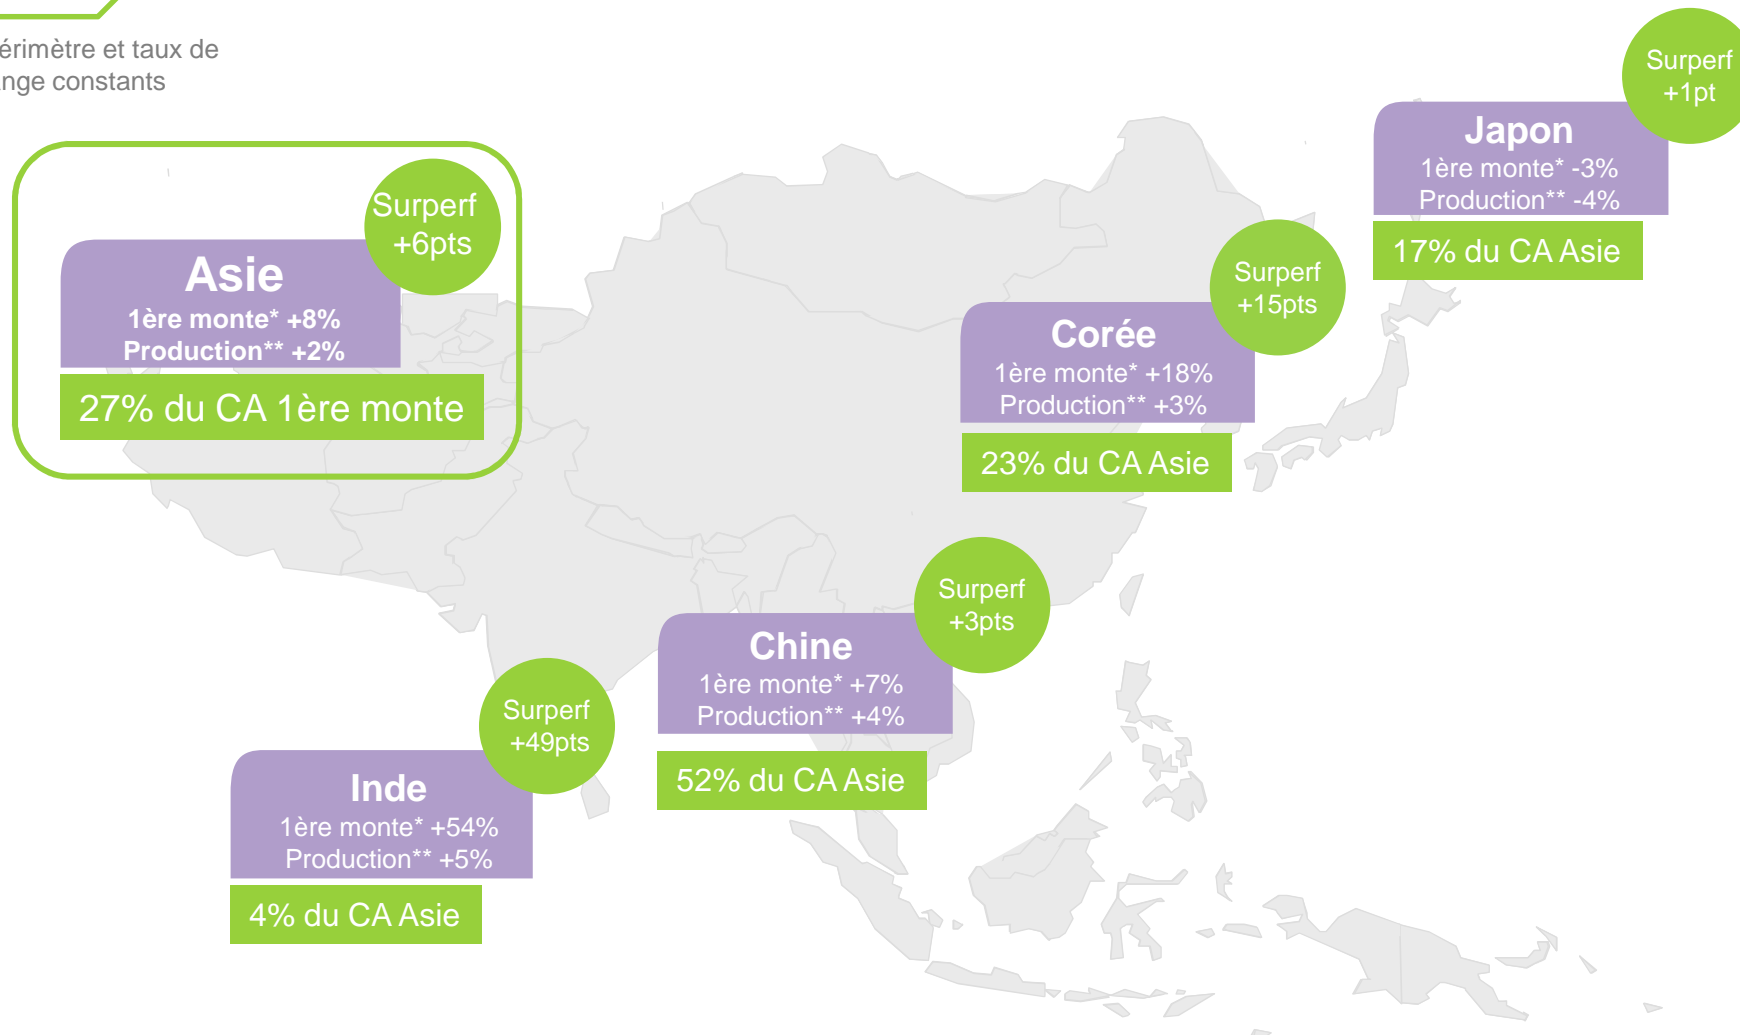 érimètre et taux de
ange constants
Surperf
+1pt
Japon
1ère monte* -3%
Production** -4%
17% du CA Asie
Surperf
+6pts
Asie
1ère monte* +8%
Production** +2%
27% du CA 1ère monte
Surperf
+15pts
Corée
1ère monte* +18%
Production** +3%
23% du CA Asie
Surperf
+3pts
Chine
1ère monte* +7%
Production** +4%
52% du CA Asie
Surperf
+49pts
Inde
1ère monte* +54%
Production** +5%
4% du CA Asie